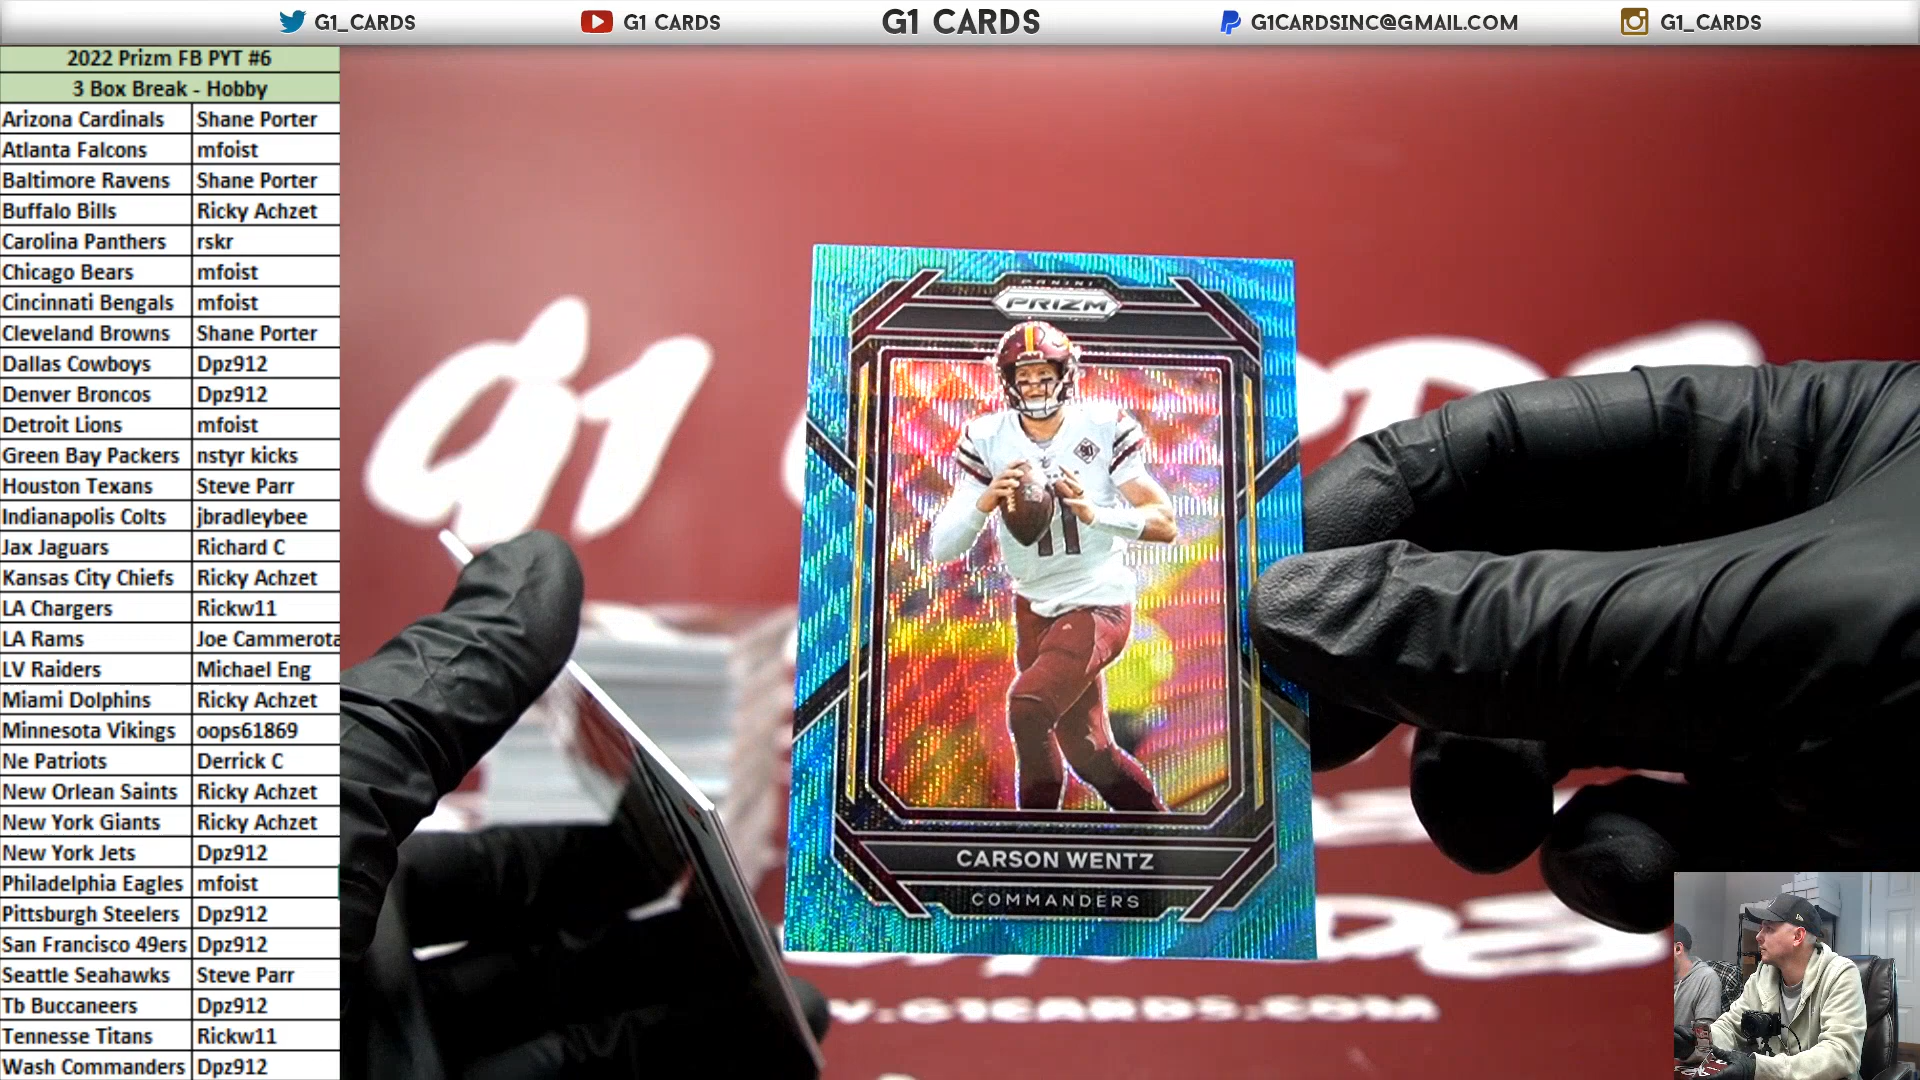 G1_CARDS G1 CARDS G1 CARDS G1CARDSINC@GMAIL.COM G1_CARDS
2022 Prizm FB PYT #6
3 Box Break - Hobby
Arizona Cardinals Shane Porter
Atlanta Falcons mfoist
Baltimore Ravens Shane Porter
Buffalo Bills Ricky Achzet
Carolina Panthers rskr
Chicago Bears mfoist
Cincinnati Bengals mfoist
Cleveland Browns Shane Porter
Dallas Cowboys Dpz912
Denver Broncos Dpz912
Detroit Lions mfoist
Green Bay Packers nstyr kicks
Houston Texans Steve Parr
Indianapolis Colts jbradleybee
Jax Jaguars Richard C
Kansas City Chiefs Ricky Achzet
LA Chargers Rickw11
LA Rams Joe Cammerota
LV Raiders Michael Eng
Miami Dolphins Ricky Achzet
Minnesota Vikings oops61869
Ne Patriots Derrick C
New Orlean Saints Ricky Achzet
New York Giants Ricky Achzet
New York Jets Dpz912
Philadelphia Eagles mfoist
Pittsburgh Steelers Dpz912
San Francisco 49ers Dpz912
Seattle Seahawks Steve Parr
Tb Buccaneers Dpz912
Tennesse Titans Rickw11
Wash Commanders Dpz912
G1
PANINI
PRIZM
11
CARSON WENTZ
COMMANDERS
.G1CARDS.COM